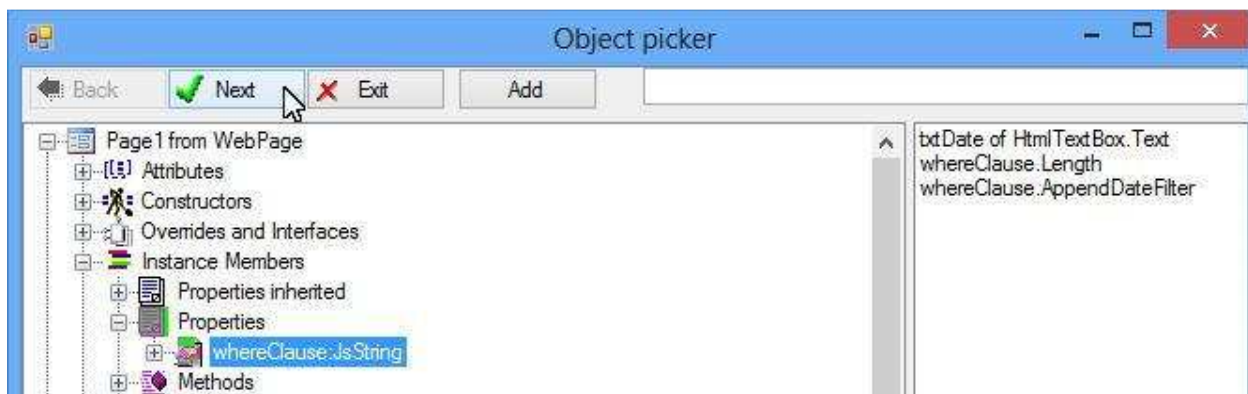 Object picker
Back Next Exit Add
Page1 from WebPage
Attributes
Constructors
Overrides and Interfaces
Instance Members
Properties inherited
Properties
whereClause:JsString
Methods
txtDate of HtmlTextBox.Text
whereClause.Length
whereClause.AppendDateFilter